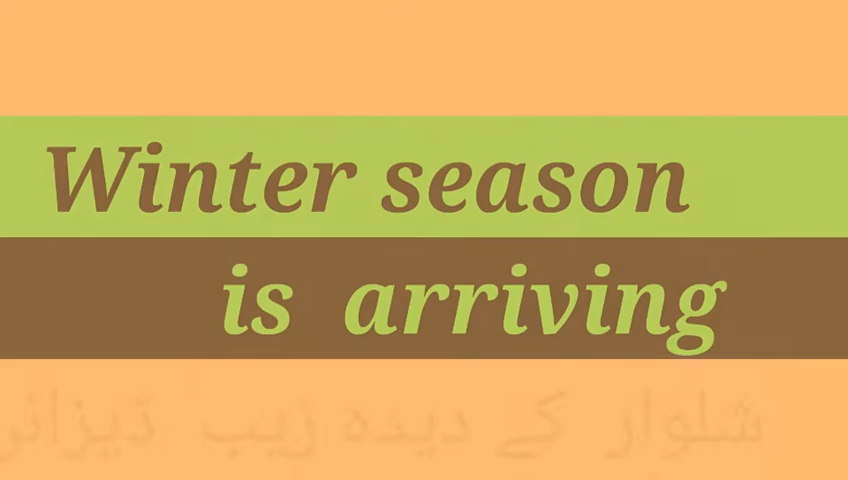 Winter season
is arriving
شلوار کے دیدہ زیب